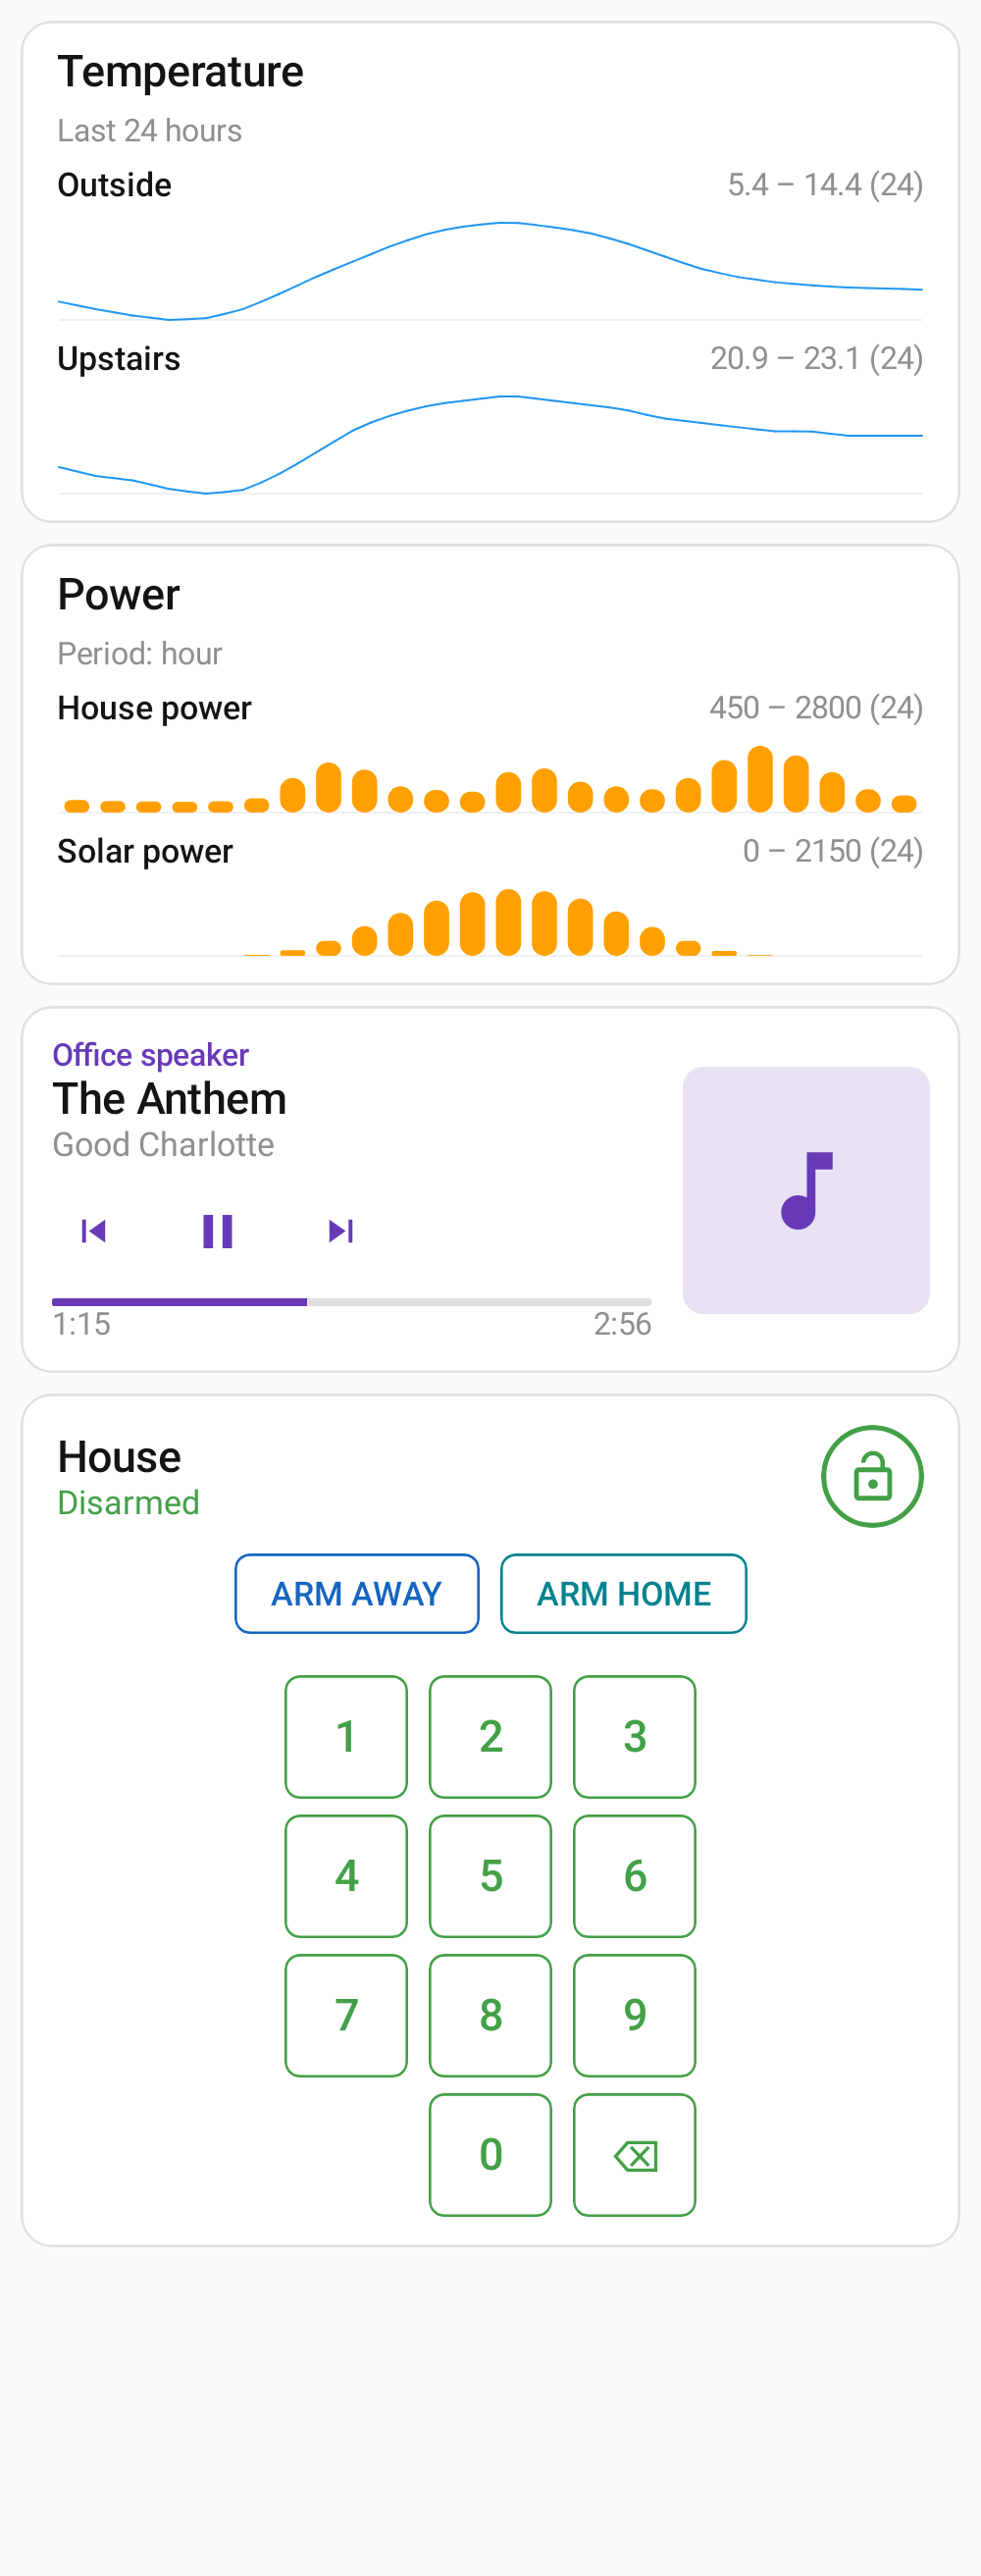 Temperature
Last 24 hours
Outside 5.4 – 14.4 (24)
Upstairs 20.9 – 23.1 (24)
Power
Period: hour
House power 450 – 2800 (24)
Solar power 0 – 2150 (24)
Office speaker
The Anthem
Good Charlotte
1:15 2:56
House
Disarmed
ARM AWAY ARM HOME
1 2 3
4 5 6
7 8 9
0